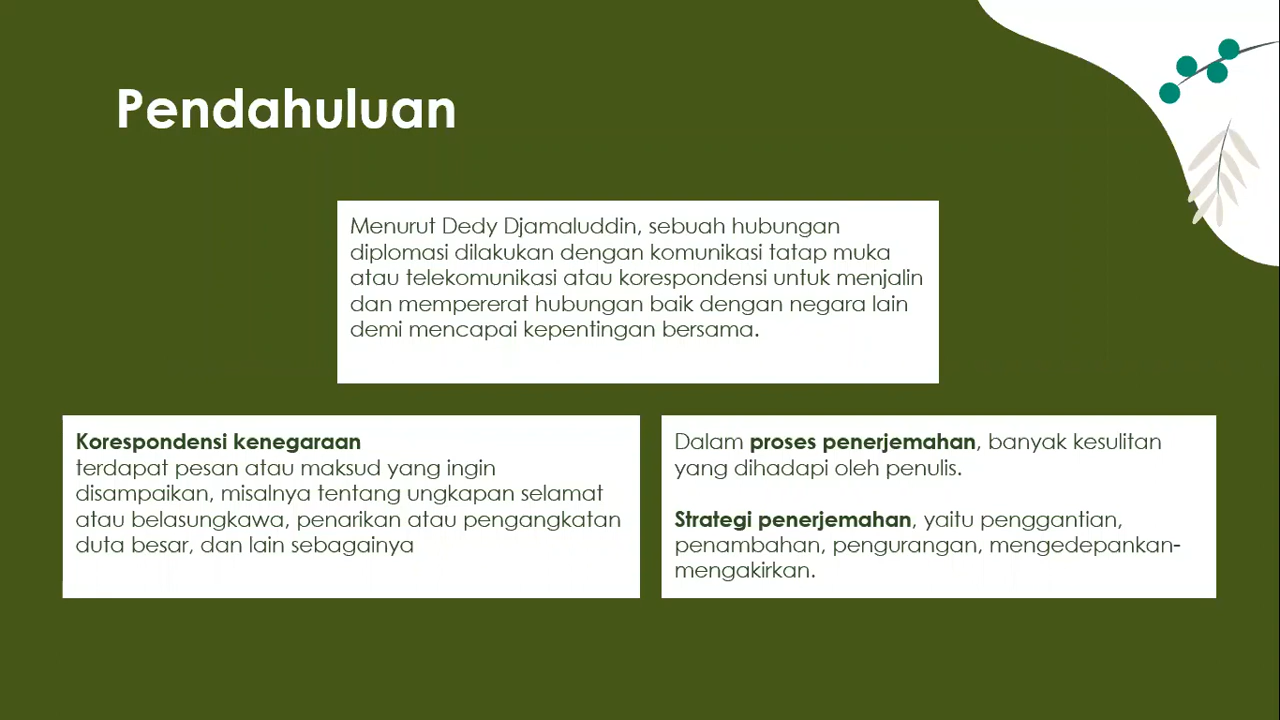 Pendahuluan
Menurut Dedy Djamaluddin, sebuah hubungan
diplomasi dilakukan dengan komunikasi tatap muka
atau telekomunikasi atau korespondensi untuk menjalin
dan mempererat hubungan baik dengan negara lain
demi mencapai kepentingan bersama.
Korespondensi kenegaraan
terdapat pesan atau maksud yang ingin
disampaikan, misalnya tentang ungkapan selamat
atau belasungkawa, penarikan atau pengangkatan
duta besar, dan lain sebagainya
Dalam proses penerjemahan, banyak kesulitan
yang dihadapi oleh penulis.
Strategi penerjemahan, yaitu penggantian,
penambahan, pengurangan, mengedepankan-
mengakirkan.